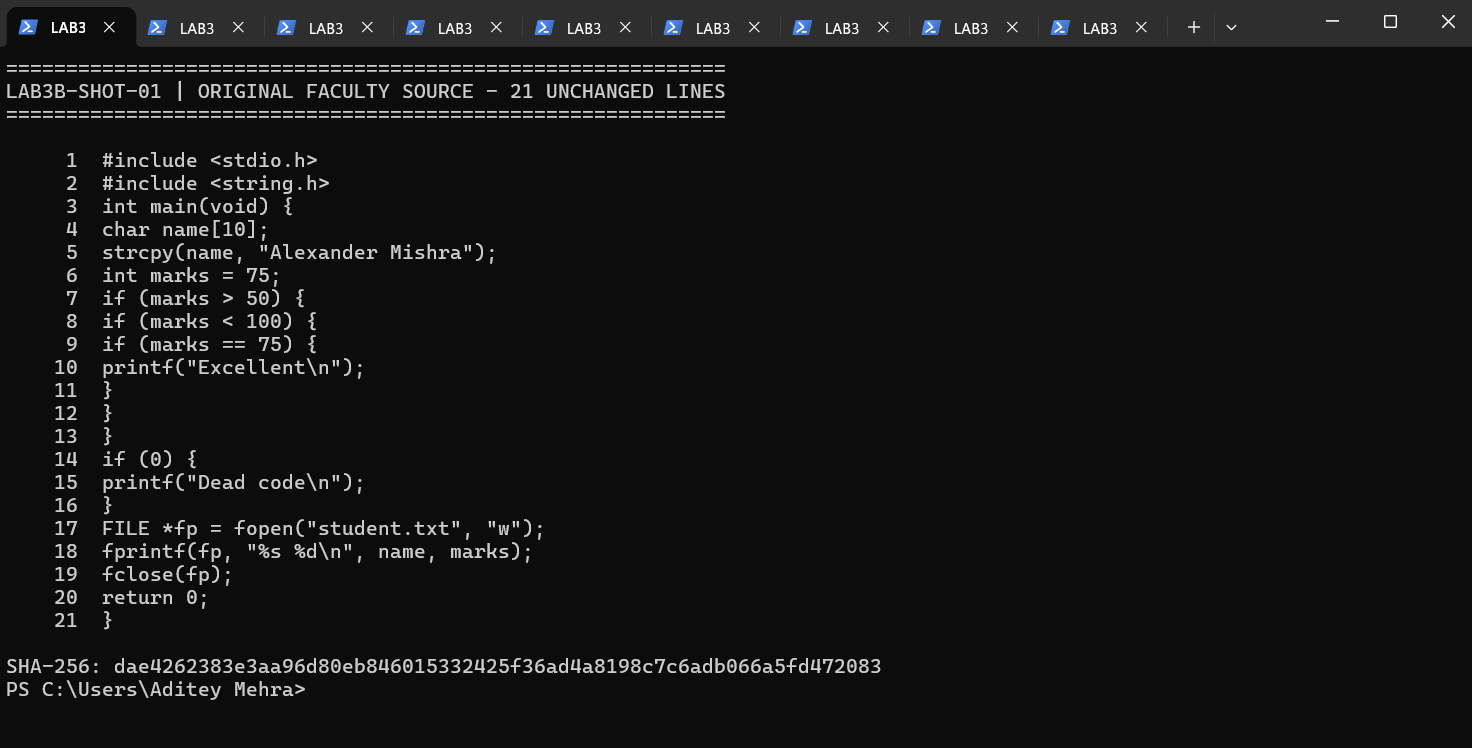 LAB3 LAB3 LAB3 LAB3 LAB3 LAB3 LAB3 LAB3 LAB3
============================================================
LAB3B-SHOT-01 | ORIGINAL FACULTY SOURCE - 21 UNCHANGED LINES
============================================================
1 #include <stdio.h>
2 #include <string.h>
3 int main(void) {
4 char name[10];
5 strcpy(name, "Alexander Mishra");
6 int marks = 75;
7 if (marks > 50) {
8 if (marks < 100) {
9 if (marks == 75) {
10 printf("Excellent\n");
11 }
12 }
13 }
14 if (0) {
15 printf("Dead code\n");
16 }
17 FILE *fp = fopen("student.txt", "w");
18 fprintf(fp, "%s %d\n", name, marks);
19 fclose(fp);
20 return 0;
21 }
SHA-256: dae4262383e3aa96d80eb846015332425f36ad4a8198c7c6adb066a5fd472083
PS C:\Users\Aditey Mehra>